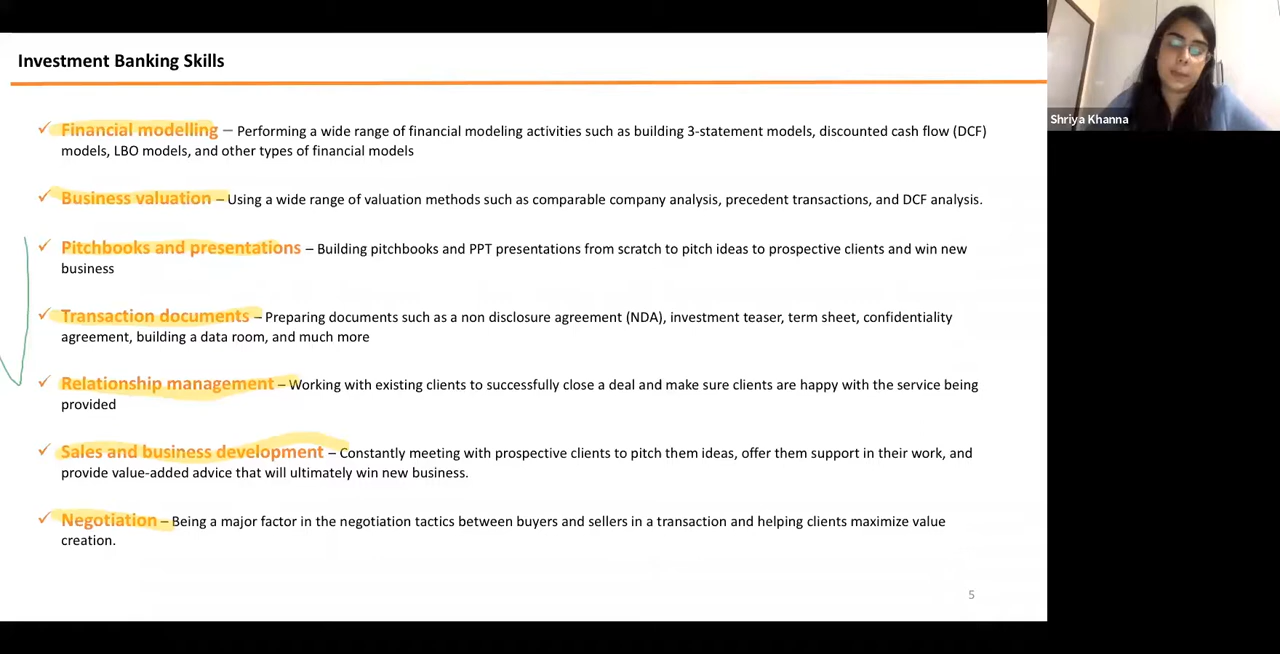 Investment Banking Skills
Financial modelling – Performing a wide range of financial modeling activities such as building 3-statement models, discounted cash flow (DCF)
models, LBO models, and other types of financial models
Business valuation – Using a wide range of valuation methods such as comparable company analysis, precedent transactions, and DCF analysis.
Pitchbooks and presentations – Building pitchbooks and PPT presentations from scratch to pitch ideas to prospective clients and win new
business
Transaction documents – Preparing documents such as a non disclosure agreement (NDA), investment teaser, term sheet, confidentiality
agreement, building a data room, and much more
Relationship management – Working with existing clients to successfully close a deal and make sure clients are happy with the service being
provided
Sales and business development – Constantly meeting with prospective clients to pitch them ideas, offer them support in their work, and
provide value-added advice that will ultimately win new business.
Negotiation – Being a major factor in the negotiation tactics between buyers and sellers in a transaction and helping clients maximize value
creation.
5
Shriya Khanna